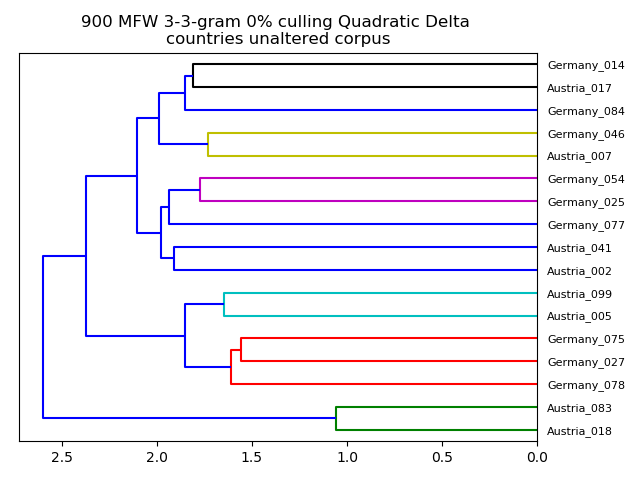 900 MFW 3-3-gram 0% culling Quadratic Delta
countries unaltered corpus
Germany_014
Austria_017
Germany_084
Germany_046
Austria_007
Germany_054
Germany_025
Germany_077
Austria_041
Austria_002
Austria_099
Austria_005
Germany_075
Germany_027
Germany_078
Austria_083
Austria_018
2.5 2.0 1.5 1.0 0.5 0.0